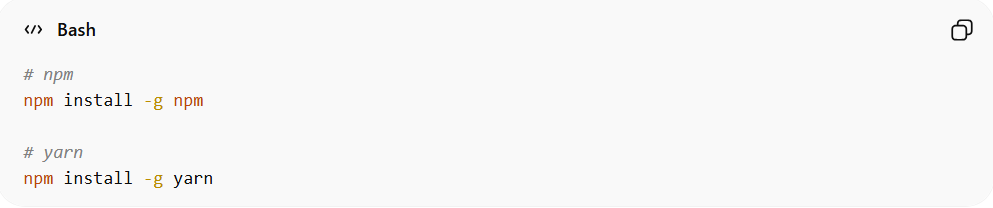 Bash
# npm
npm install -g npm
# yarn
npm install -g yarn